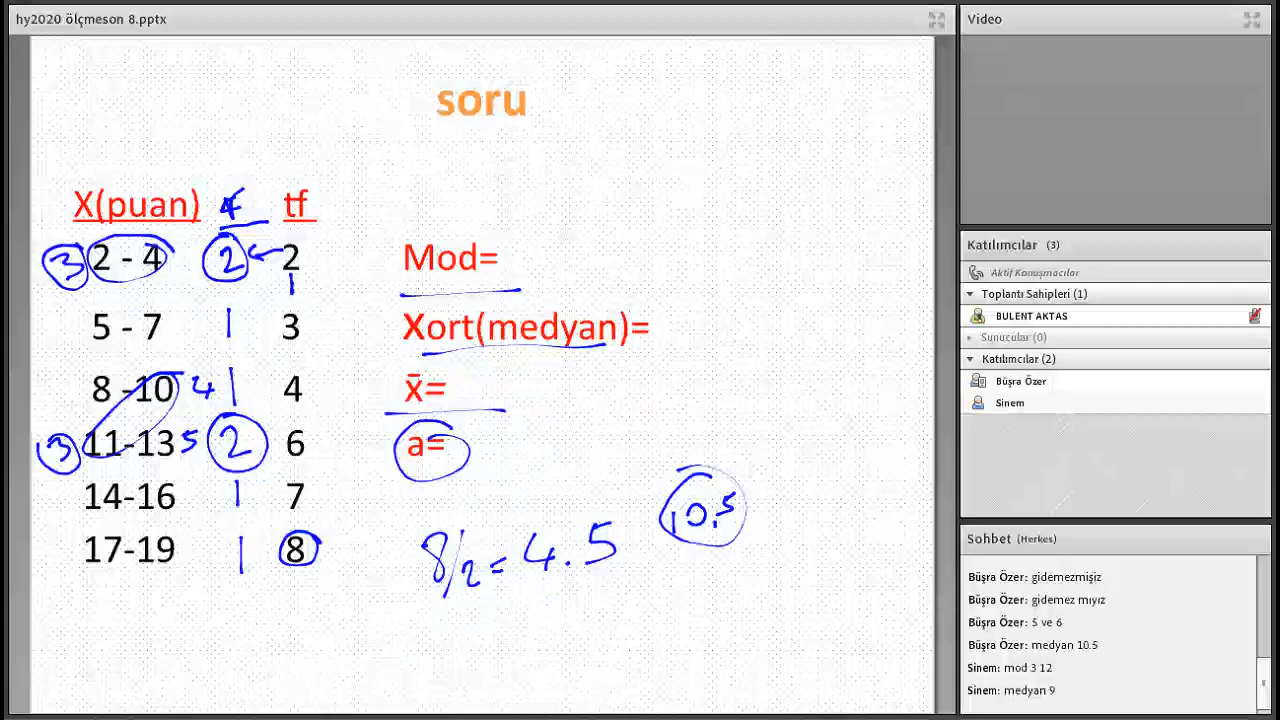 hy2020 ölçmeson 8.pptx
soru
X(puan) f tf
3 2 - 4 2 2
1
5 - 7 1 3
8 -10 4 1 4
3 11-13 5 2 6
14-16 1 7
17-19 1 8
Mod=
Xort(medyan)=
x̄=
a=
8/2 = 4.5
10.5
Video
Katılımcılar (3)
Aktif Konuşmacılar
Toplantı Sahipleri (1)
BULENT AKTAS
Sunucular (0)
Katılımcılar (2)
Büşra Özer
Sinem
Sohbet (Herkes)
Büşra Özer: gidemezmişiz
Büşra Özer: gidemez mıyız
Büşra Özer: 5 ve 6
Büşra Özer: medyan 10.5
Sinem: mod 3 12
Sinem: medyan 9